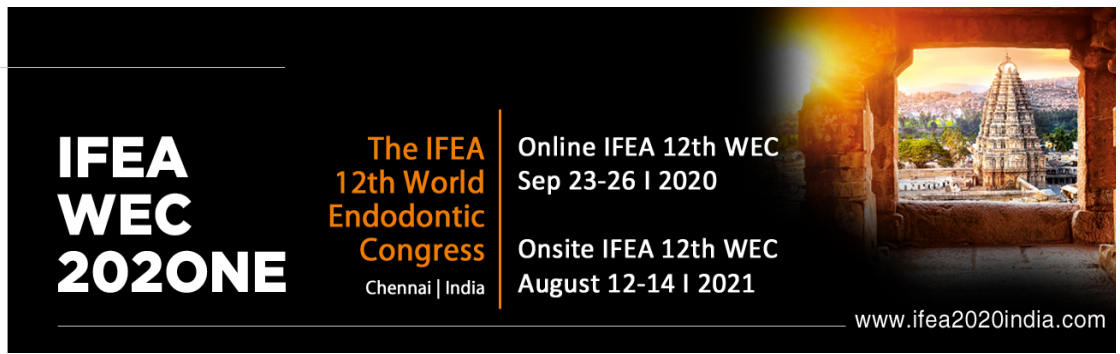 IFEA
WEC
202ONE
The IFEA
12th World
Endodontic
Congress
Chennai | India
Online IFEA 12th WEC
Sep 23-26 I 2020
Onsite IFEA 12th WEC
August 12-14 I 2021
www.ifea2020india.com